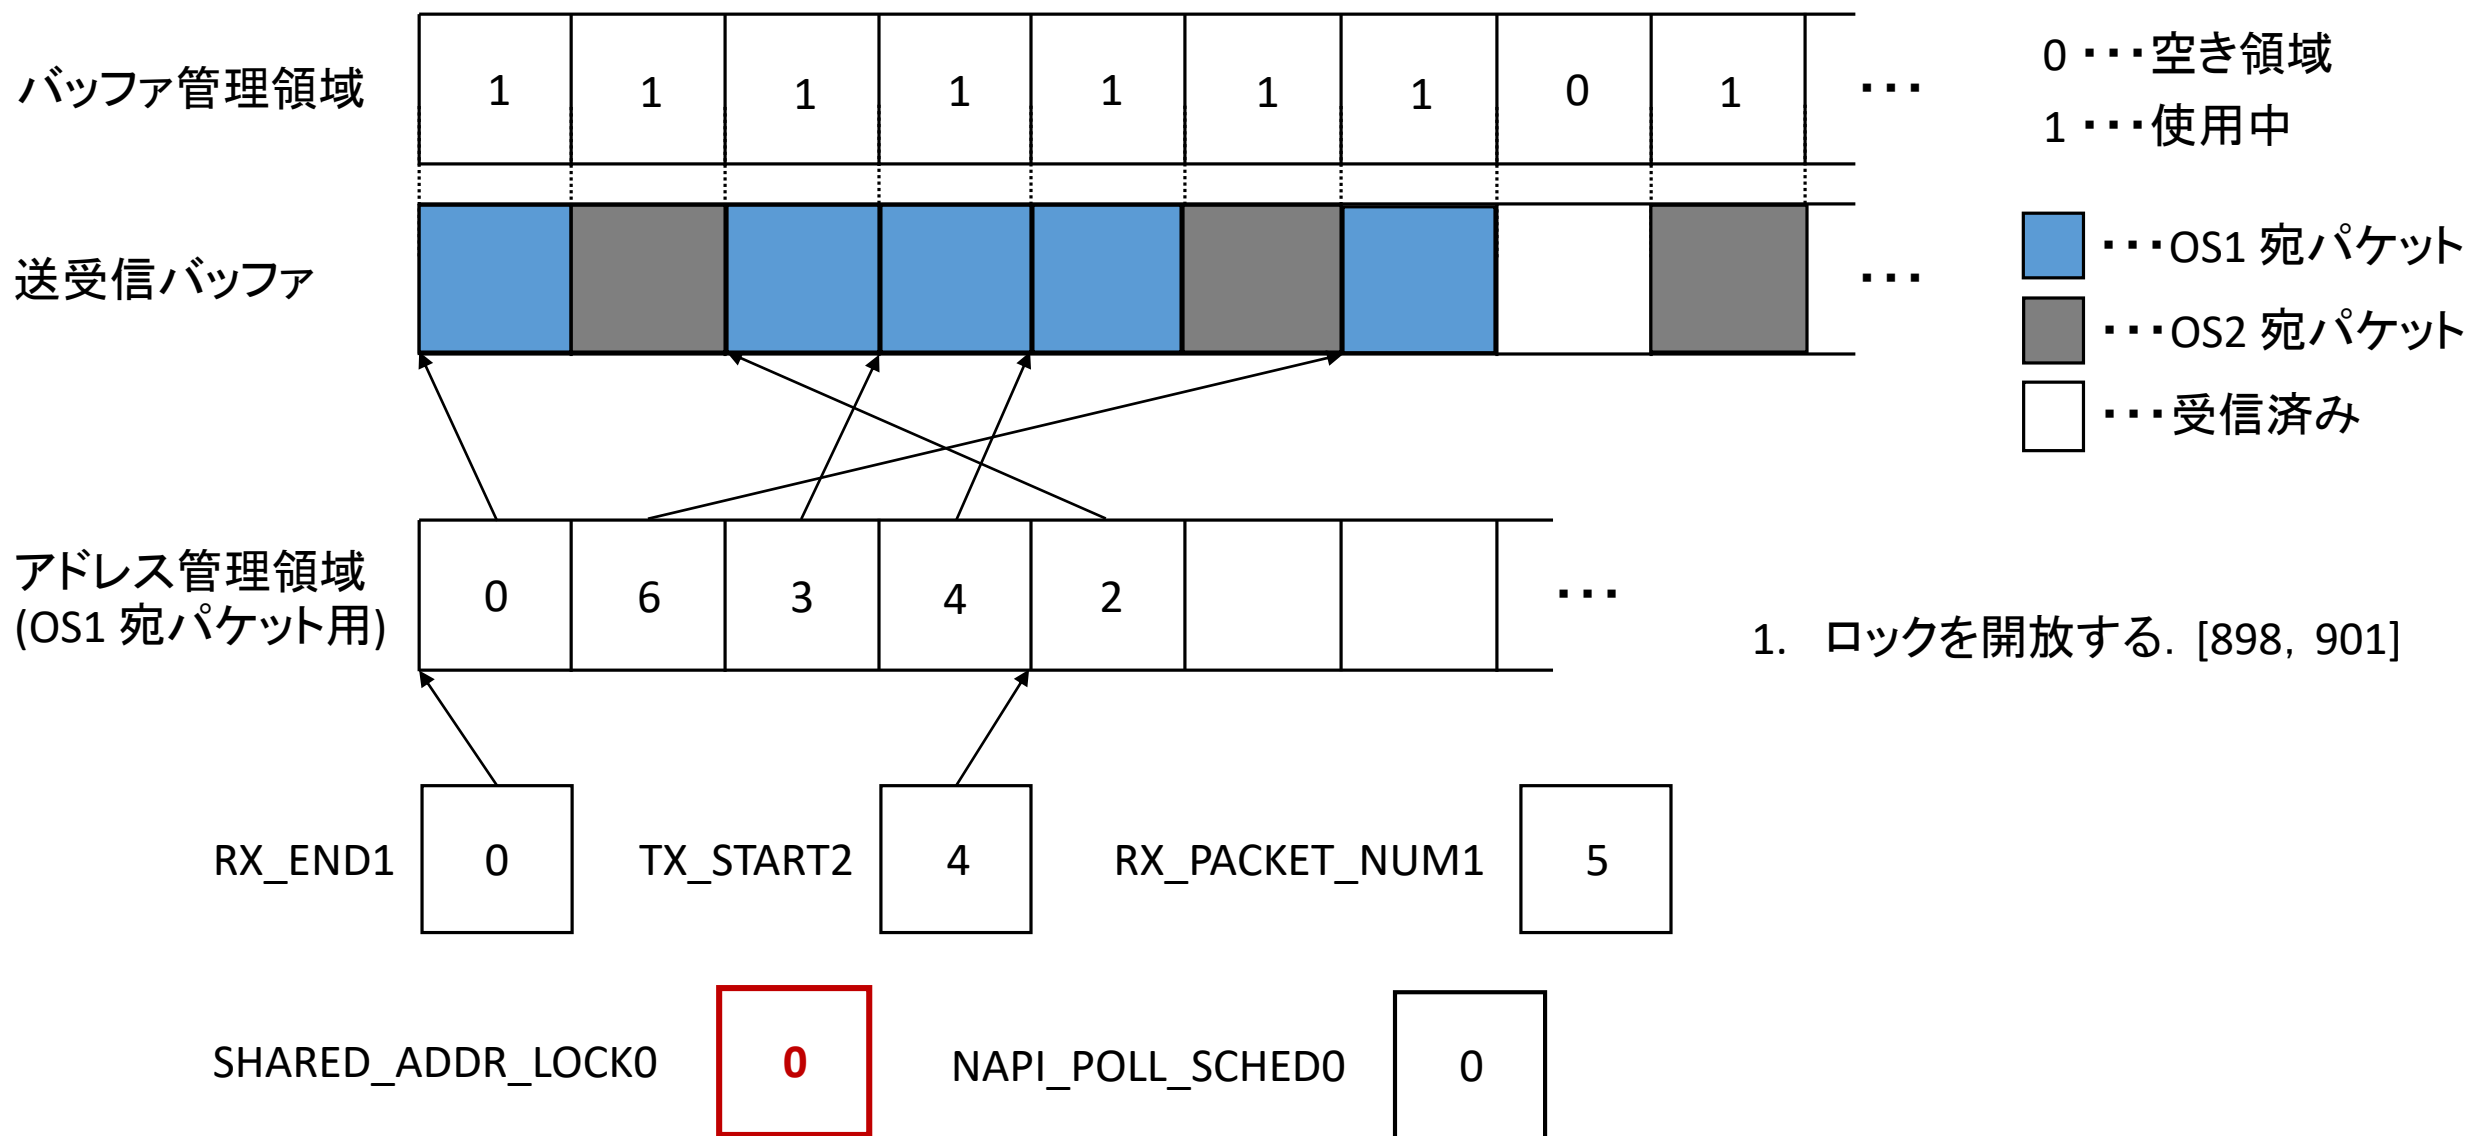 バッファ管理領域 1 1 1 1 1 1 1 0 1 ・・・
0 ・・・空き領域
1 ・・・使用中
送受信バッファ ・・・
・・・OS1 宛パケット
・・・OS2 宛パケット
・・・受信済み
アドレス管理領域
(OS1 宛パケット用)
0 6 3 4 2 ・・・
1. ロックを開放する. [898, 901]
RX_END1 0 TX_START2 4 RX_PACKET_NUM1 5
SHARED_ADDR_LOCK0 0 NAPI_POLL_SCHED0 0